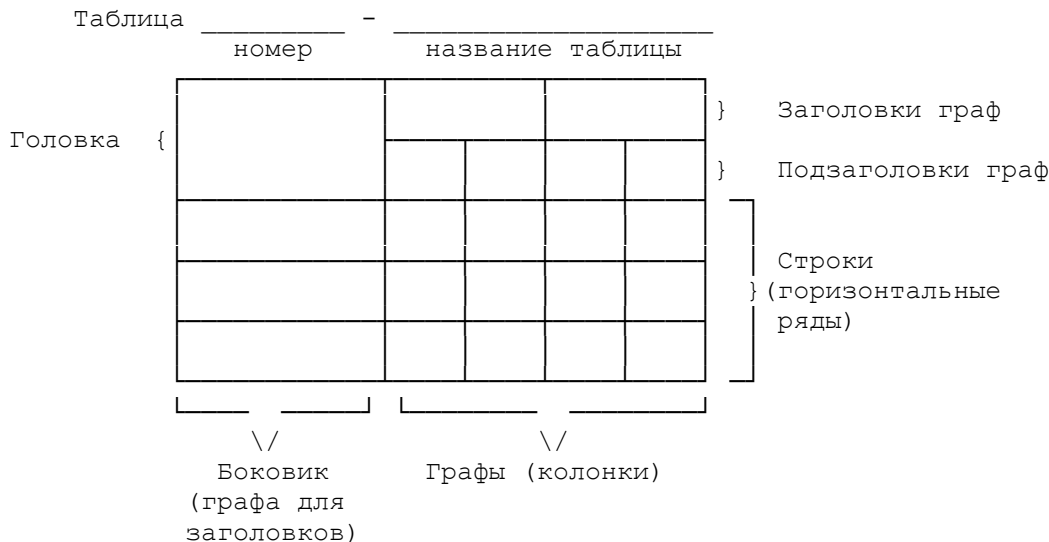 Таблица _________ - ____________________
номер название таблицы
} Заголовки граф
Головка {
} Подзаголовки граф
Строки
}(горизонтальные
ряды)
\/ \/
Боковик Графы (колонки)
(графа для
заголовков)